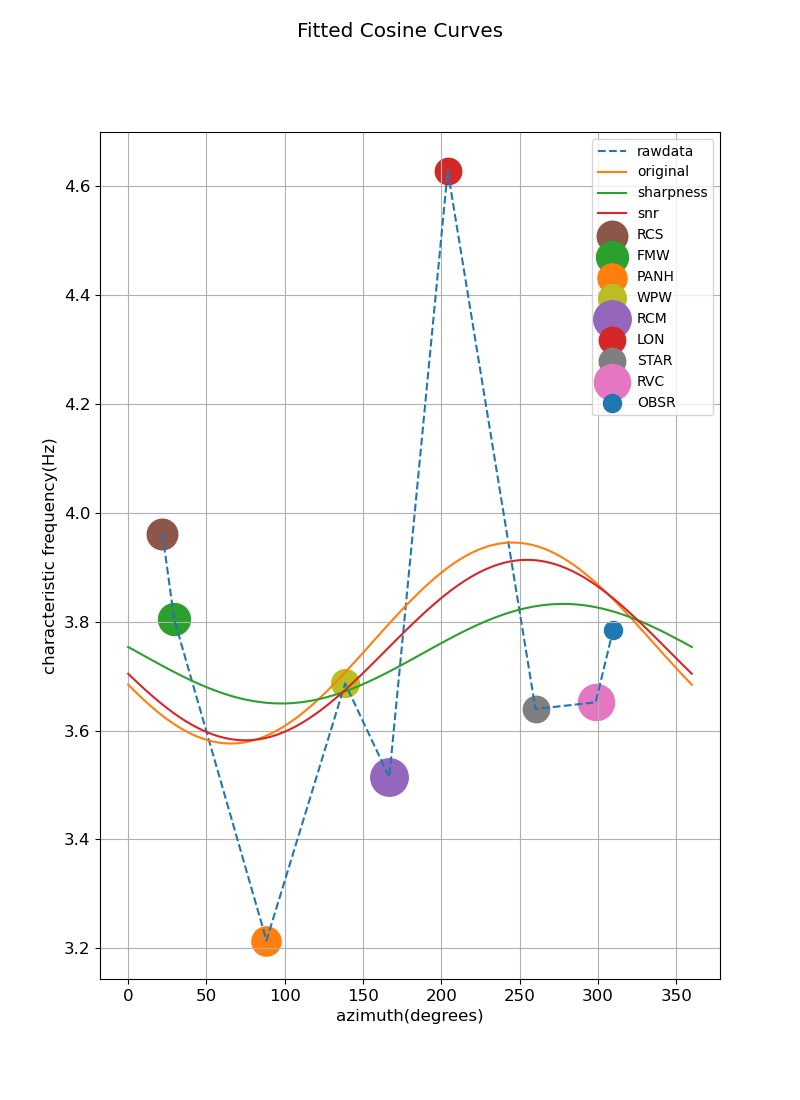 Fitted Cosine Curves
rawdata
original
sharpness
snr
RCS
FMW
PANH
WPW
RCM
LON
STAR
RVC
OBSR
characteristic frequency(Hz)
4.6
4.4
4.2
4.0
3.8
3.6
3.4
3.2
0 50 100 150 200 250 300 350
azimuth(degrees)